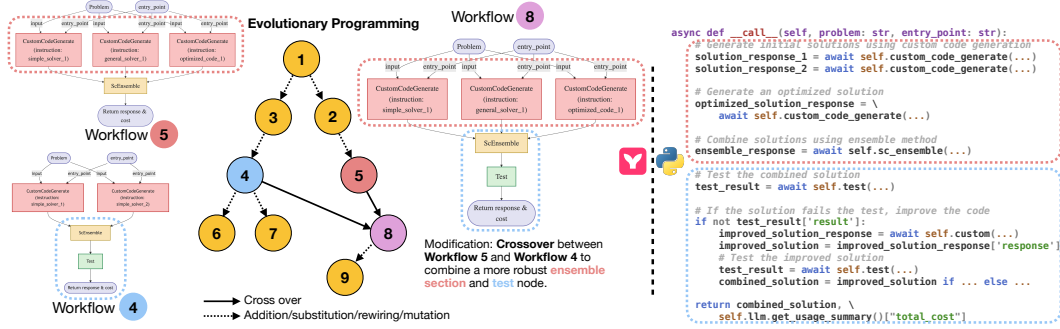 Problem
entry_point
input
entry_point
input
entry_point
input
entry_point
CustomCodeGenerate
(instruction:
simple_solver_1)
CustomCodeGenerate
(instruction:
general_solver_1)
CustomCodeGenerate
(instruction:
optimized_code_1)
ScEnsemble
Return response &
cost
Workflow 5
Problem
entry_point
input
entry_point
input
entry_point
CustomCodeGenerate
(instruction:
simple_solver_1)
CustomCodeGenerate
(instruction:
simple_solver_2)
ScEnsemble
Test
Return response & cost
Workflow 4
Evolutionary Programming
1
3
2
4
5
6
7
8
9
Cross over
Addition/substitution/rewiring/mutation
Workflow 8
Problem
entry_point
input
entry_point
input
entry_point
input
entry_point
CustomCodeGenerate
(instruction:
simple_solver_1)
CustomCodeGenerate
(instruction:
general_solver_1)
CustomCodeGenerate
(instruction:
optimized_code_1)
ScEnsemble
Test
Return response &
cost
Modification: Crossover between
Workflow 5 and Workflow 4 to
combine a more robust ensemble
section and test node.
async def __call__(self, problem: str, entry_point: str):
# Generate initial solutions using custom code generation
solution_response_1 = await self.custom_code_generate(...)
solution_response_2 = await self.custom_code_generate(...)
# Generate an optimized solution
optimized_solution_response = \
await self.custom_code_generate(...)
# Combine solutions using ensemble method
ensemble_response = await self.sc_ensemble(...)
# Test the combined solution
test_result = await self.test(...)
# If the solution fails the test, improve the code
if not test_result['result']:
improved_solution_response = await self.custom(...)
improved_solution = improved_solution_response['response']
# Test the improved solution
test_result = await self.test(...)
combined_solution = improved_solution if ... else ...
return combined_solution, \
self.llm.get_usage_summary()["total_cost"]